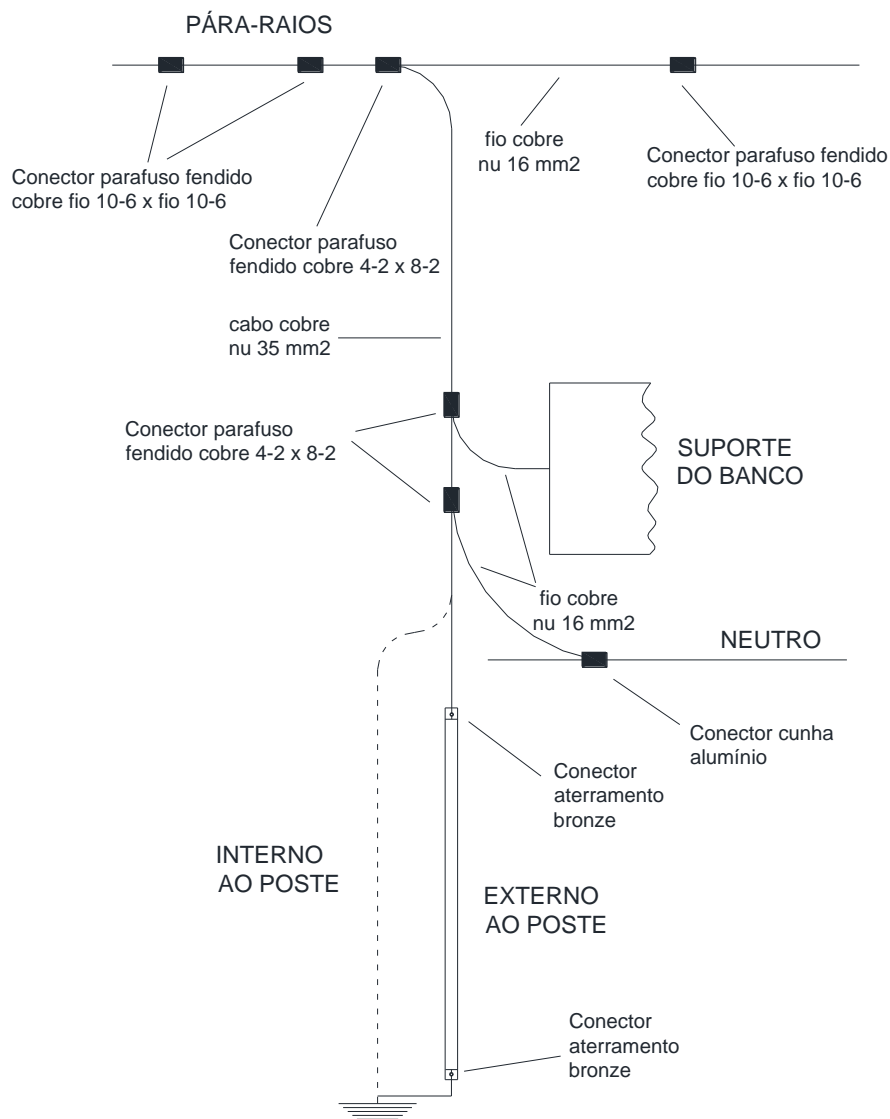 PÁRA-RAIOS
Conector parafuso fendido
cobre fio 10-6 x fio 10-6
fio cobre
nu 16 mm2
Conector parafuso fendido
cobre fio 10-6 x fio 10-6
Conector parafuso
fendido cobre 4-2 x 8-2
cabo cobre
nu 35 mm2
Conector parafuso
fendido cobre 4-2 x 8-2
SUPORTE
DO BANCO
fio cobre
nu 16 mm2
NEUTRO
Conector cunha
alumínio
Conector
aterramento
bronze
INTERNO
AO POSTE
EXTERNO
AO POSTE
Conector
aterramento
bronze